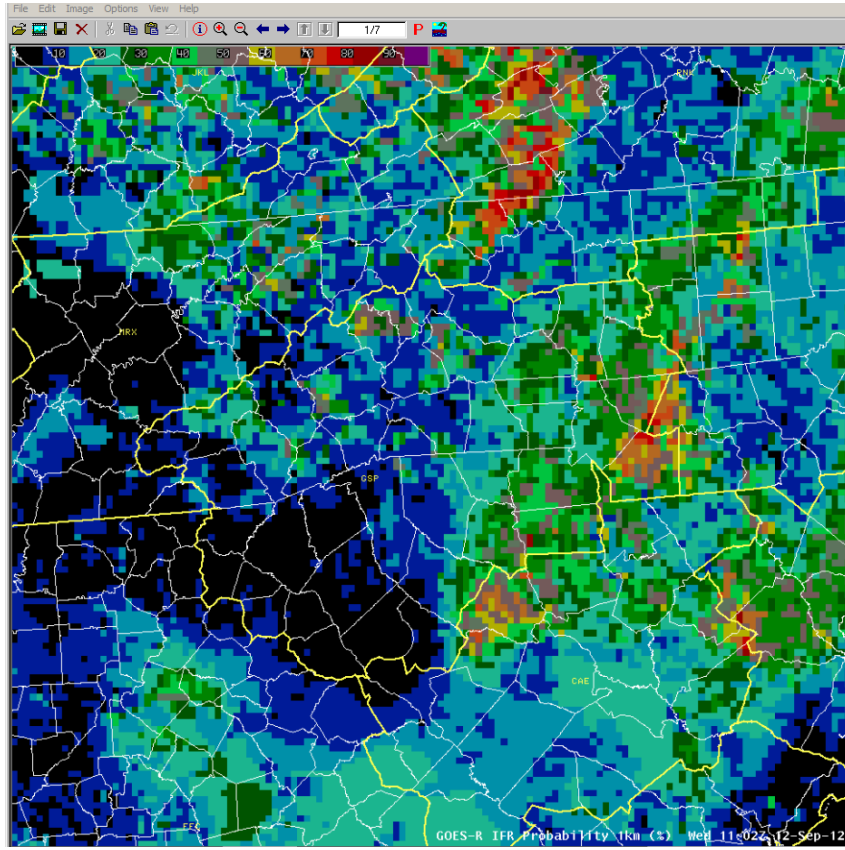 File Edit Image Options View Help
1/7 P
10 20 30 40 50 60 70 80 90
JKL RNK
MRX
GSP
CAE
FFC
GOES-R IFR Probability 1km (%) Wed 11:02Z 12-Sep-12